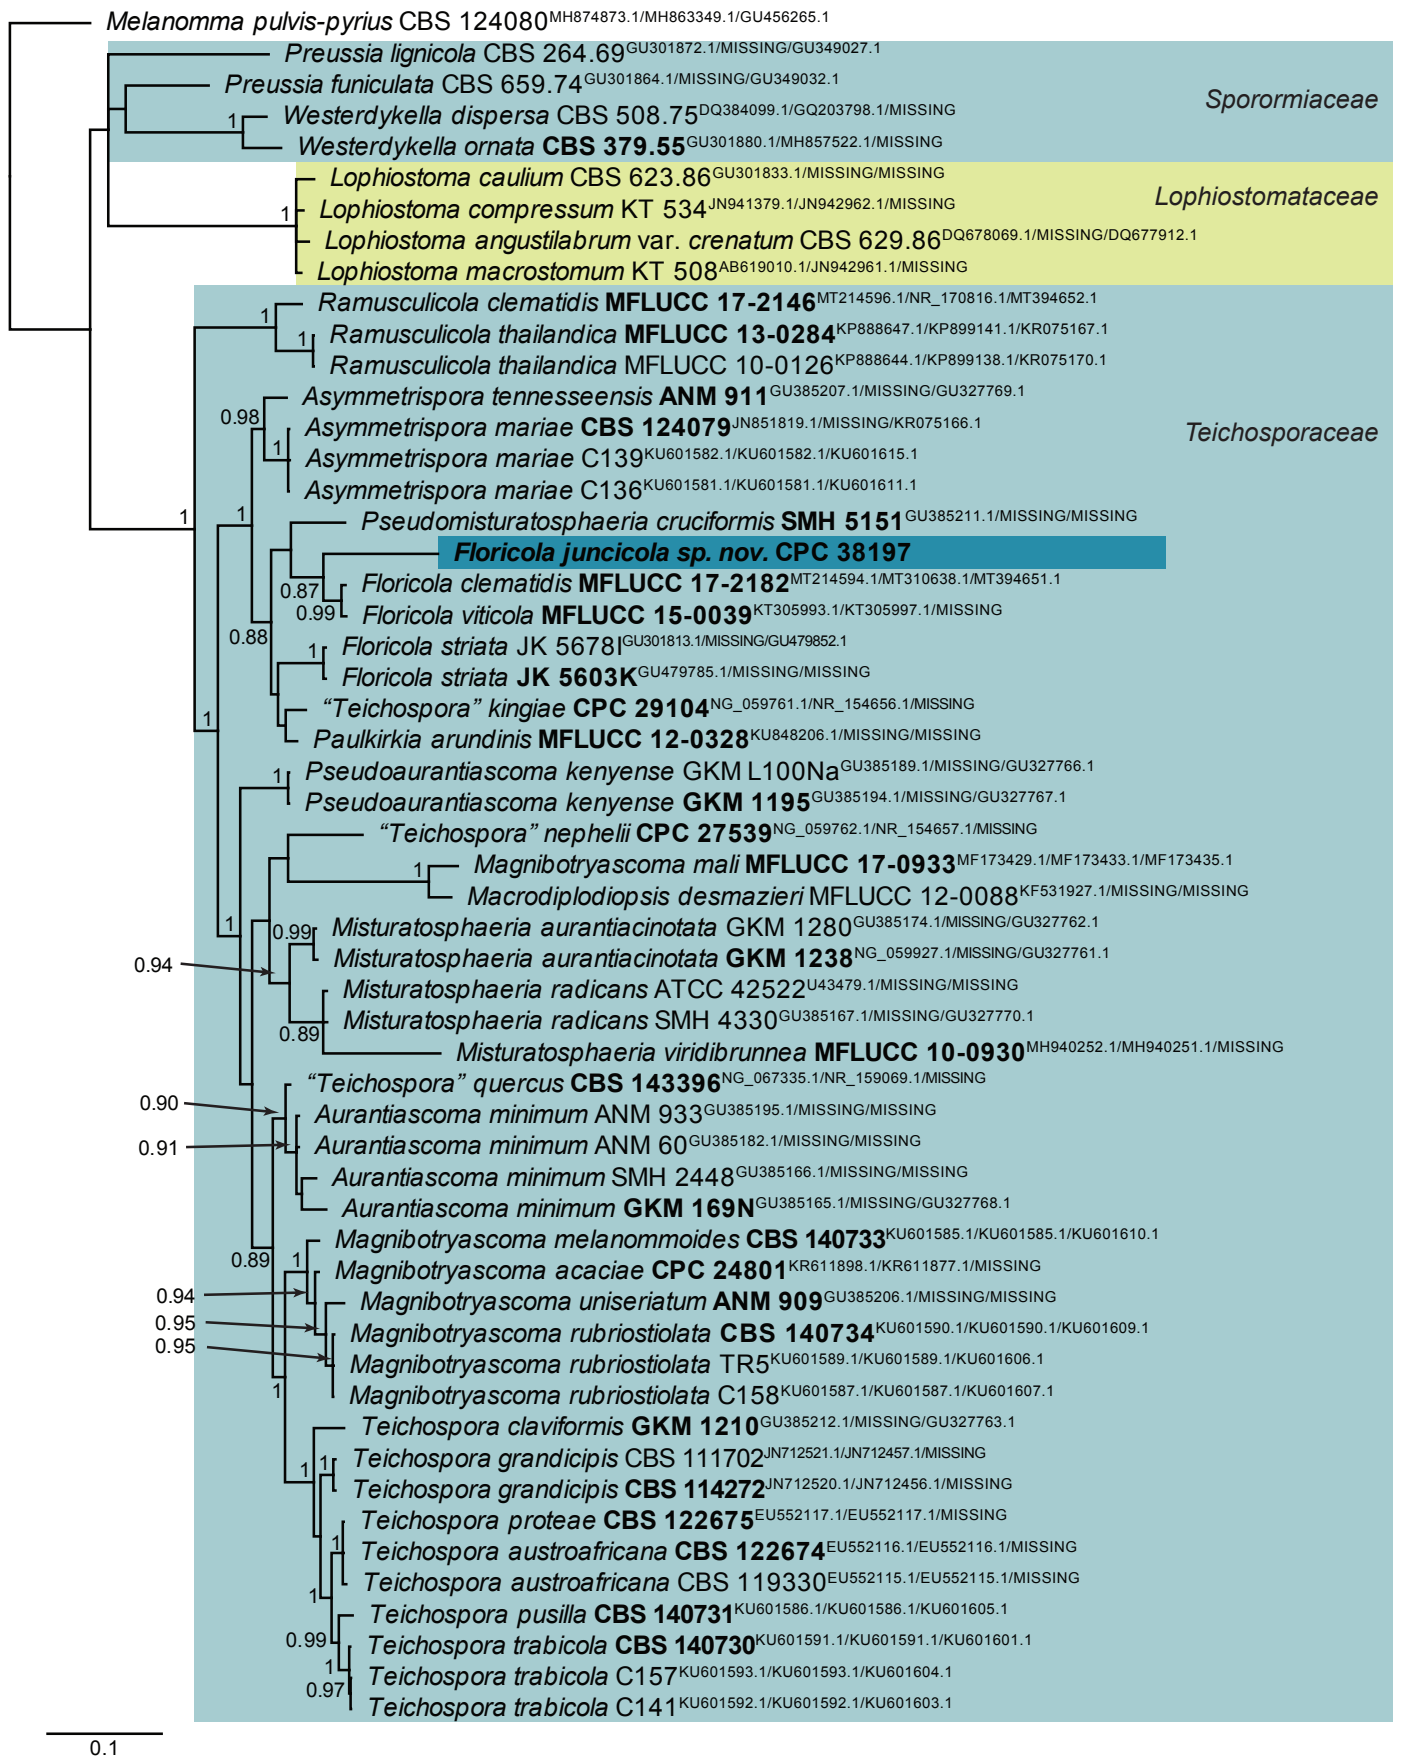 Melanomma pulvis-pyrius CBS 124080MH874873.1/MH863349.1/GU456265.1
Preussia lignicola CBS 264.69GU301872.1/MISSING/GU349027.1
Preussia funiculata CBS 659.74GU301864.1/MISSING/GU349032.1
Sporormiaceae
1 Westerdykella dispersa CBS 508.75DQ384099.1/GQ203798.1/MISSING
Westerdykella ornata CBS 379.55GU301880.1/MH857522.1/MISSING
Lophiostoma caulium CBS 623.86GU301833.1/MISSING/MISSING
Lophiostomataceae
1 Lophiostoma compressum KT 534JN941379.1/JN942962.1/MISSING
Lophiostoma angustilabrum var. crenatum CBS 629.86DQ678069.1/MISSING/DQ677912.1
Lophiostoma macrostomum KT 508AB619010.1/JN942961.1/MISSING
1 Ramusculicola clematidis MFLUCC 17-2146MT214596.1/NR_170816.1/MT394652.1
1 Ramusculicola thailandica MFLUCC 13-0284KP888647.1/KP899141.1/KR075167.1
Ramusculicola thailandica MFLUCC 10-0126KP888644.1/KP899138.1/KR075170.1
Asymmetrispora tennesseensis ANM 911GU385207.1/MISSING/GU327769.1
0.98 Asymmetrispora mariae CBS 124079JN851819.1/MISSING/KR075166.1
Teichosporaceae
1 Asymmetrispora mariae C139KU601582.1/KU601582.1/KU601615.1
Asymmetrispora mariae C136KU601581.1/KU601581.1/KU601611.1
1 1 Pseudomisturatosphaeria cruciformis SMH 5151GU385211.1/MISSING/MISSING
Floricola juncicola sp. nov. CPC 38197
0.87 Floricola clematidis MFLUCC 17-2182MT214594.1/MT310638.1/MT394651.1
0.99 Floricola viticola MFLUCC 15-0039KT305993.1/KT305997.1/MISSING
0.88 1 Floricola striata JK 5678IGU301813.1/MISSING/GU479852.1
Floricola striata JK 5603KGU479785.1/MISSING/MISSING
1 “Teichospora” kingiae CPC 29104NG_059761.1/NR_154656.1/MISSING
Paulkirkia arundinis MFLUCC 12-0328KU848206.1/MISSING/MISSING
1 Pseudoaurantiascoma kenyense GKM L100NaGU385189.1/MISSING/GU327766.1
Pseudoaurantiascoma kenyense GKM 1195GU385194.1/MISSING/GU327767.1
“Teichospora” nephelii CPC 27539NG_059762.1/NR_154657.1/MISSING
1 Magnibotryascoma mali MFLUCC 17-0933MF173429.1/MF173433.1/MF173435.1
Macrodiplodiopsis desmazieri MFLUCC 12-0088KF531927.1/MISSING/MISSING
1 0.99 Misturatosphaeria aurantiacinotata GKM 1280GU385174.1/MISSING/GU327762.1
0.94 Misturatosphaeria aurantiacinotata GKM 1238NG_059927.1/MISSING/GU327761.1
Misturatosphaeria radicans ATCC 42522U43479.1/MISSING/MISSING
0.89 Misturatosphaeria radicans SMH 4330GU385167.1/MISSING/GU327770.1
Misturatosphaeria viridibrunnea MFLUCC 10-0930MH940252.1/MH940251.1/MISSING
“Teichospora” quercus CBS 143396NG_067335.1/NR_159069.1/MISSING
0.90 Aurantiascoma minimum ANM 933GU385195.1/MISSING/MISSING
0.91 Aurantiascoma minimum ANM 60GU385182.1/MISSING/MISSING
Aurantiascoma minimum SMH 2448GU385166.1/MISSING/MISSING
Aurantiascoma minimum GKM 169NGU385165.1/MISSING/GU327768.1
0.89 1 Magnibotryascoma melanommoides CBS 140733KU601585.1/KU601585.1/KU601610.1
Magnibotryascoma acaciae CPC 24801KR611898.1/KR611877.1/MISSING
0.94 Magnibotryascoma uniseriatum ANM 909GU385206.1/MISSING/MISSING
0.95 Magnibotryascoma rubriostiolata CBS 140734KU601590.1/KU601590.1/KU601609.1
0.95 Magnibotryascoma rubriostiolata TR5KU601589.1/KU601589.1/KU601606.1
1 Magnibotryascoma rubriostiolata C158KU601587.1/KU601587.1/KU601607.1
Teichospora claviformis GKM 1210GU385212.1/MISSING/GU327763.1
1 1 Teichospora grandicipis CBS 111702JN712521.1/JN712457.1/MISSING
Teichospora grandicipis CBS 114272JN712520.1/JN712456.1/MISSING
Teichospora proteae CBS 122675EU552117.1/EU552117.1/MISSING
1 Teichospora austroafricana CBS 122674EU552116.1/EU552116.1/MISSING
1 Teichospora austroafricana CBS 119330EU552115.1/EU552115.1/MISSING
Teichospora pusilla CBS 140731KU601586.1/KU601586.1/KU601605.1
0.99 Teichospora trabicola CBS 140730KU601591.1/KU601591.1/KU601601.1
1 Teichospora trabicola C157KU601593.1/KU601593.1/KU601604.1
0.97 Teichospora trabicola C141KU601592.1/KU601592.1/KU601603.1
0.1